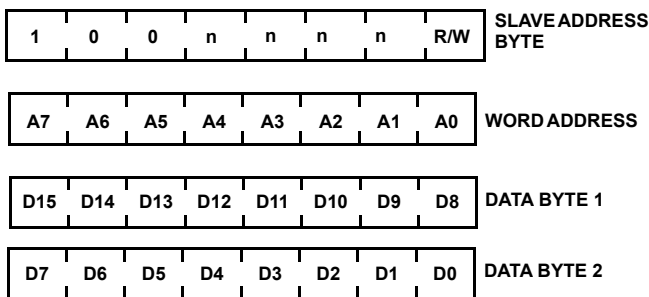 1 0 0 n n n n R/W SLAVE ADDRESS
BYTE
A7 A6 A5 A4 A3 A2 A1 A0 WORD ADDRESS
D15 D14 D13 D12 D11 D10 D9 D8 DATA BYTE 1
D7 D6 D5 D4 D3 D2 D1 D0 DATA BYTE 2